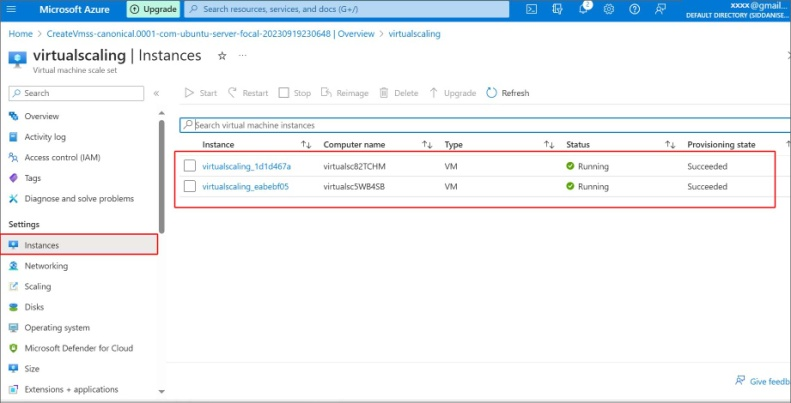 Microsoft Azure
Upgrade
Search resources, services, and docs (G+/)
2
xxxx@gmail...
DEFAULT DIRECTORY (SIDDANISE...
Home > CreateVmss-canonical.0001-com-ubuntu-server-focal-20230919230648 | Overview > virtualscaling
virtualscaling | Instances
Virtual machine scale set
Search
Start Restart Stop Reimage Delete Upgrade Refresh
Overview
Activity log
Access control (IAM)
Tags
Diagnose and solve problems
Settings
Instances
Networking
Scaling
Disks
Operating system
Microsoft Defender for Cloud
Size
Extensions + applications
Search virtual machine instances
Instance Computer name Type Status Provisioning state
virtualscaling_1d1d467a virtualsc82TCHM VM Running Succeeded
virtualscaling_eabebf05 virtualsc5WB4SB VM Running Succeeded
Give feedb